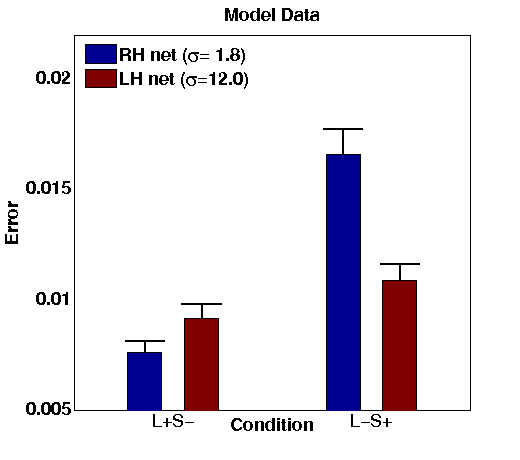 Model Data
RH net (σ= 1.8)
LH net (σ=12.0)
0.02
0.015
0.01
0.005
Error
L+S−
L−S+
Condition